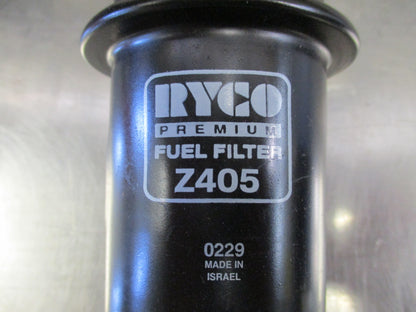 RYCO
PREMIUM
FUEL FILTER
Z405
0229
MADE IN
ISRAEL